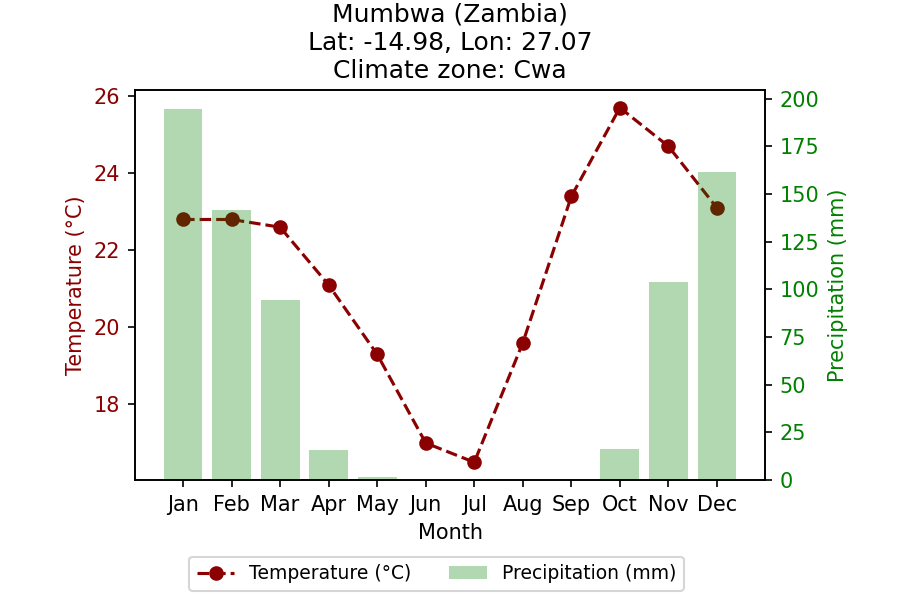 Mumbwa (Zambia)
Lat: -14.98, Lon: 27.07
Climate zone: Cwa
26
24
22
20
18
Temperature (°C)
200
175
150
125
100
75
50
25
0
Precipitation (mm)
Jan Feb Mar Apr May Jun Jul Aug Sep Oct Nov Dec
Month
Temperature (°C) Precipitation (mm)